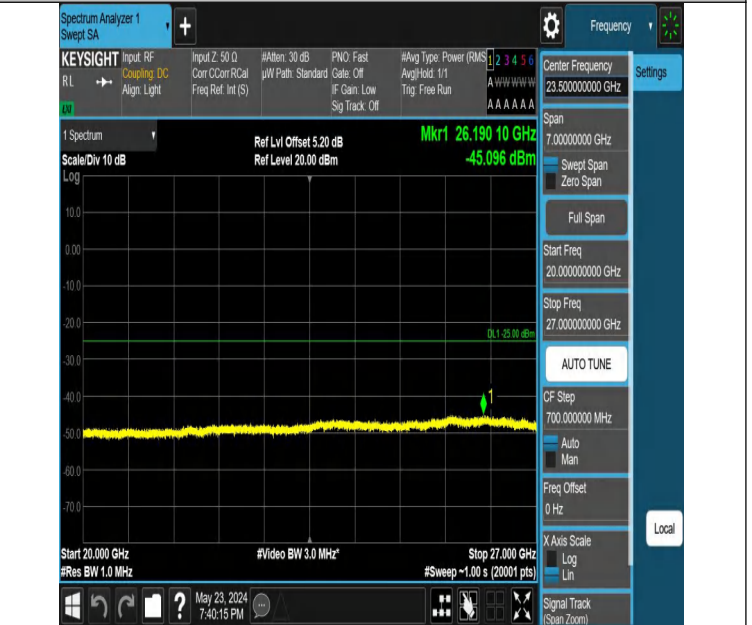 Spectrum Analyzer 1
Swept SA
+
Frequency
KEYSIGHT
RL
Input: RF
Coupling: DC
Align: Light
Input Z: 50 Ω
Corr CCorr RCal
Freq Ref: Int (S)
#Atten: 30 dB
µW Path: Standard
PNO: Fast
Gate: Off
IF Gain: Low
Sig Track: Off
#Avg Type: Power (RMS
Avg|Hold: 1/1
Trig: Free Run
1 2 3 4 5 6
A W W W W W
A A A A A A
1 Spectrum
Scale/Div 10 dB
Log
Ref Lvl Offset 5.20 dB
Ref Level 20.00 dBm
Mkr1 26.190 10 GHz
-45.096 dBm
10.0
0.00
-10.0
-20.0
DL1 -25.00 dBm
-30.0
-40.0
1
-50.0
-60.0
-70.0
Start 20.000 GHz
#Res BW 1.0 MHz
#Video BW 3.0 MHz*
Stop 27.000 GHz
#Sweep ~1.00 s (20001 pts)
?
May 23, 2024
7:40:15 PM
Center Frequency
23.500000000 GHz
Settings
Span
7.00000000 GHz
Swept Span
Zero Span
Full Span
Start Freq
20.000000000 GHz
Stop Freq
27.000000000 GHz
AUTO TUNE
CF Step
700.000000 MHz
Auto
Man
Freq Offset
0 Hz
X Axis Scale
Log
Lin
Local
Signal Track
(Span Zoom)